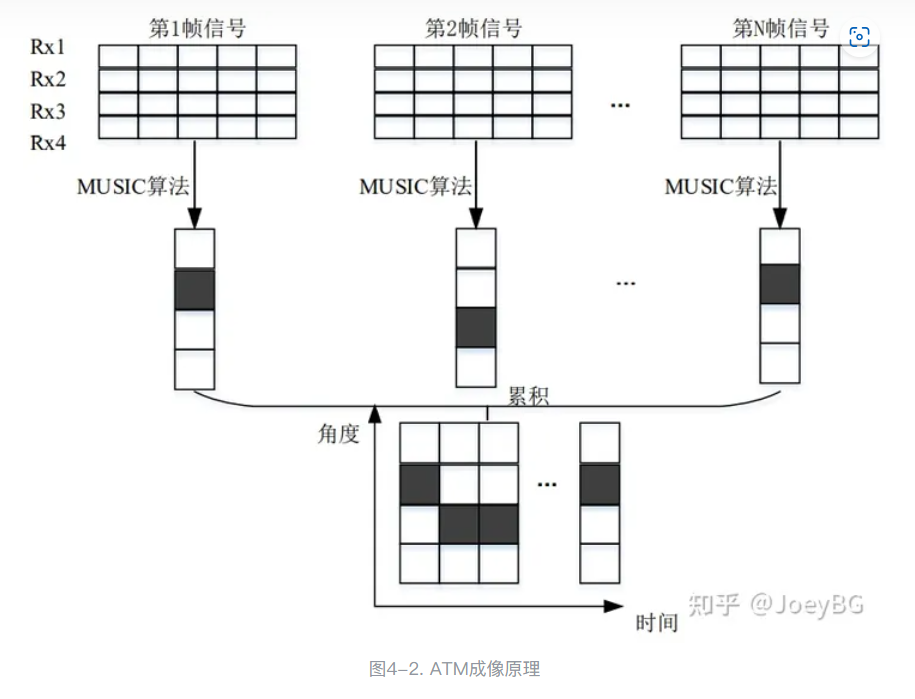 第1帧信号
第2帧信号
第N帧信号
Rx1
Rx2
Rx3
Rx4
...
MUSIC算法
MUSIC算法
MUSIC算法
...
累积
角度
...
时间
知乎 @JoeyBG
图4-2. ATM成像原理